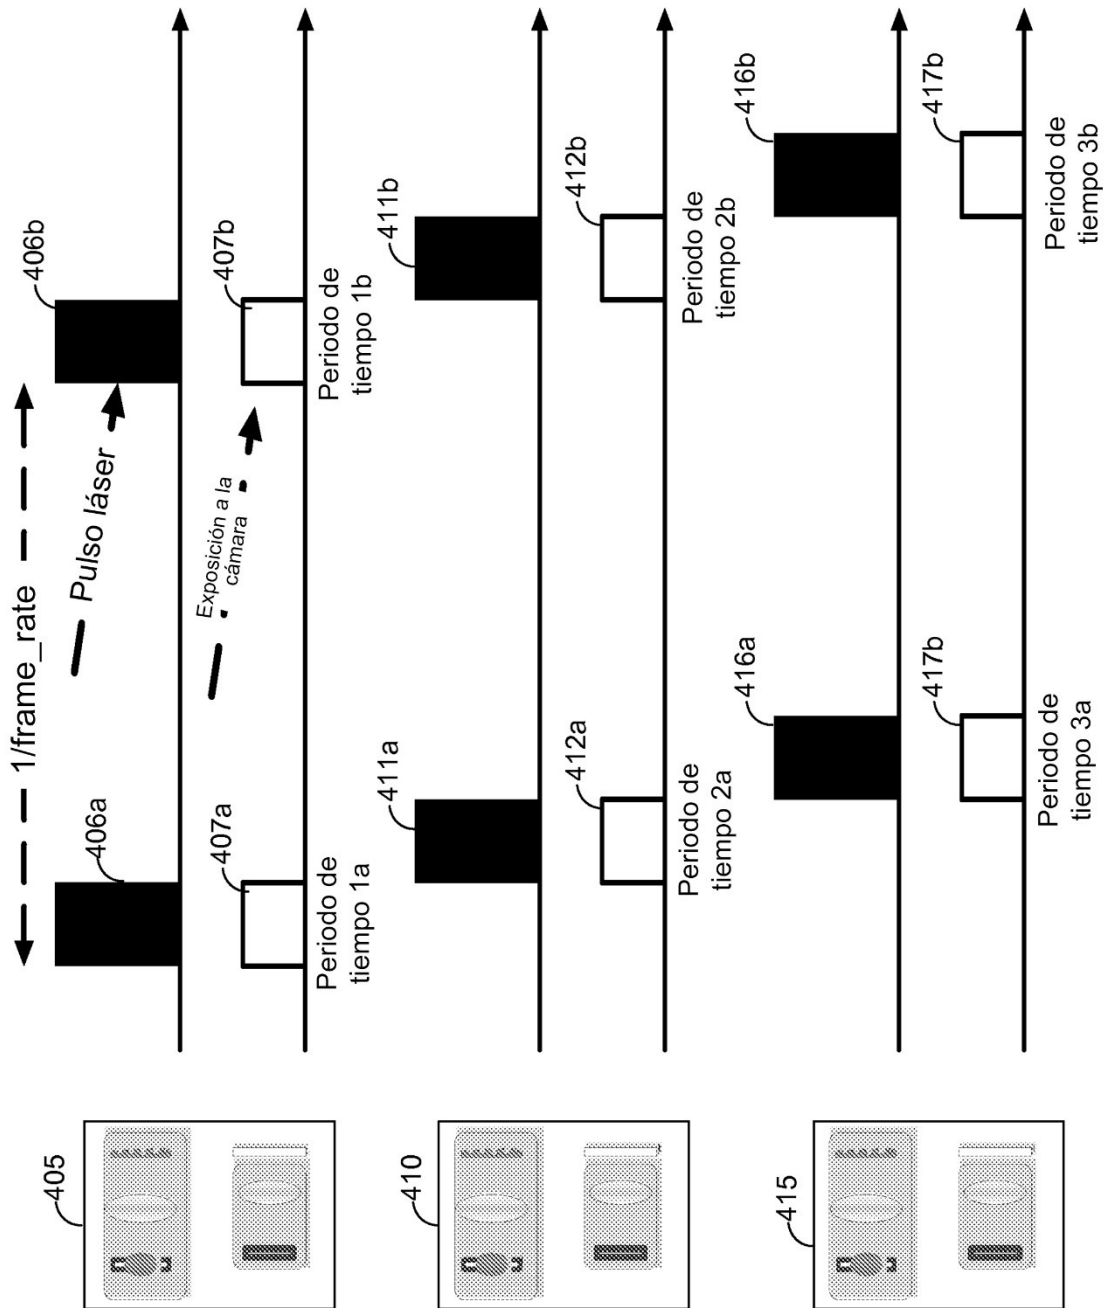 1/frame_rate
406a
406b
Pulso láser
407a
407b
Exposición a la
cámara
Periodo de
tiempo 1a
Periodo de
tiempo 1b
405
411a
411b
412a
412b
Periodo de
tiempo 2a
Periodo de
tiempo 2b
410
416a
416b
417b
417b
Periodo de
tiempo 3a
Periodo de
tiempo 3b
415